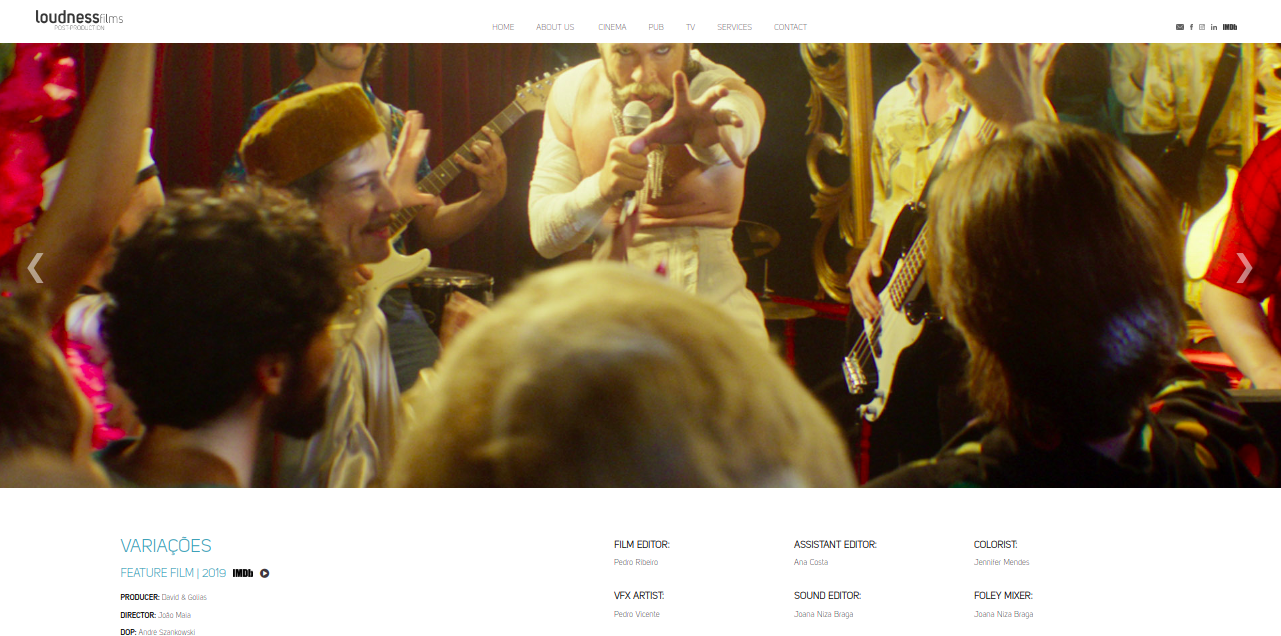 loudnessfilms
POST-PRODUCTION
HOME ABOUT US CINEMA PUB TV SERVICES CONTACT
IMDb
VARIAÇÕES
FEATURE FILM | 2019 IMDb
PRODUCER: David & Golias
DIRECTOR: João Maia
DOP: Andre Szankowski
FILM EDITOR:
Pedro Ribeiro
ASSISTANT EDITOR:
Ana Costa
COLORIST:
Jennifer Mendes
VFX ARTIST:
Pedro Vicente
SOUND EDITOR:
Joana Niza Braga
FOLEY MIXER:
Joana Niza Braga